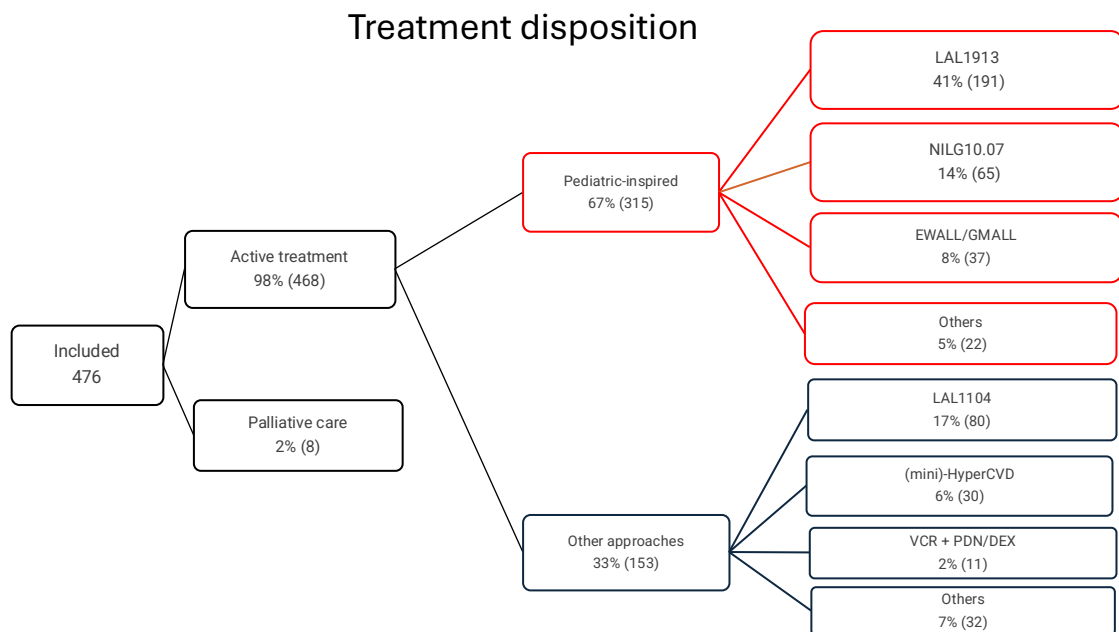 Treatment disposition
Included
476
Active treatment
98% (468)
Palliative care
2% (8)
Pediatric-inspired
67% (315)
Other approaches
33% (153)
LAL1913
41% (191)
NILG10.07
14% (65)
EWALL/GMALL
8% (37)
Others
5% (22)
LAL1104
17% (80)
(mini)-HyperCVD
6% (30)
VCR + PDN/DEX
2% (11)
Others
7% (32)